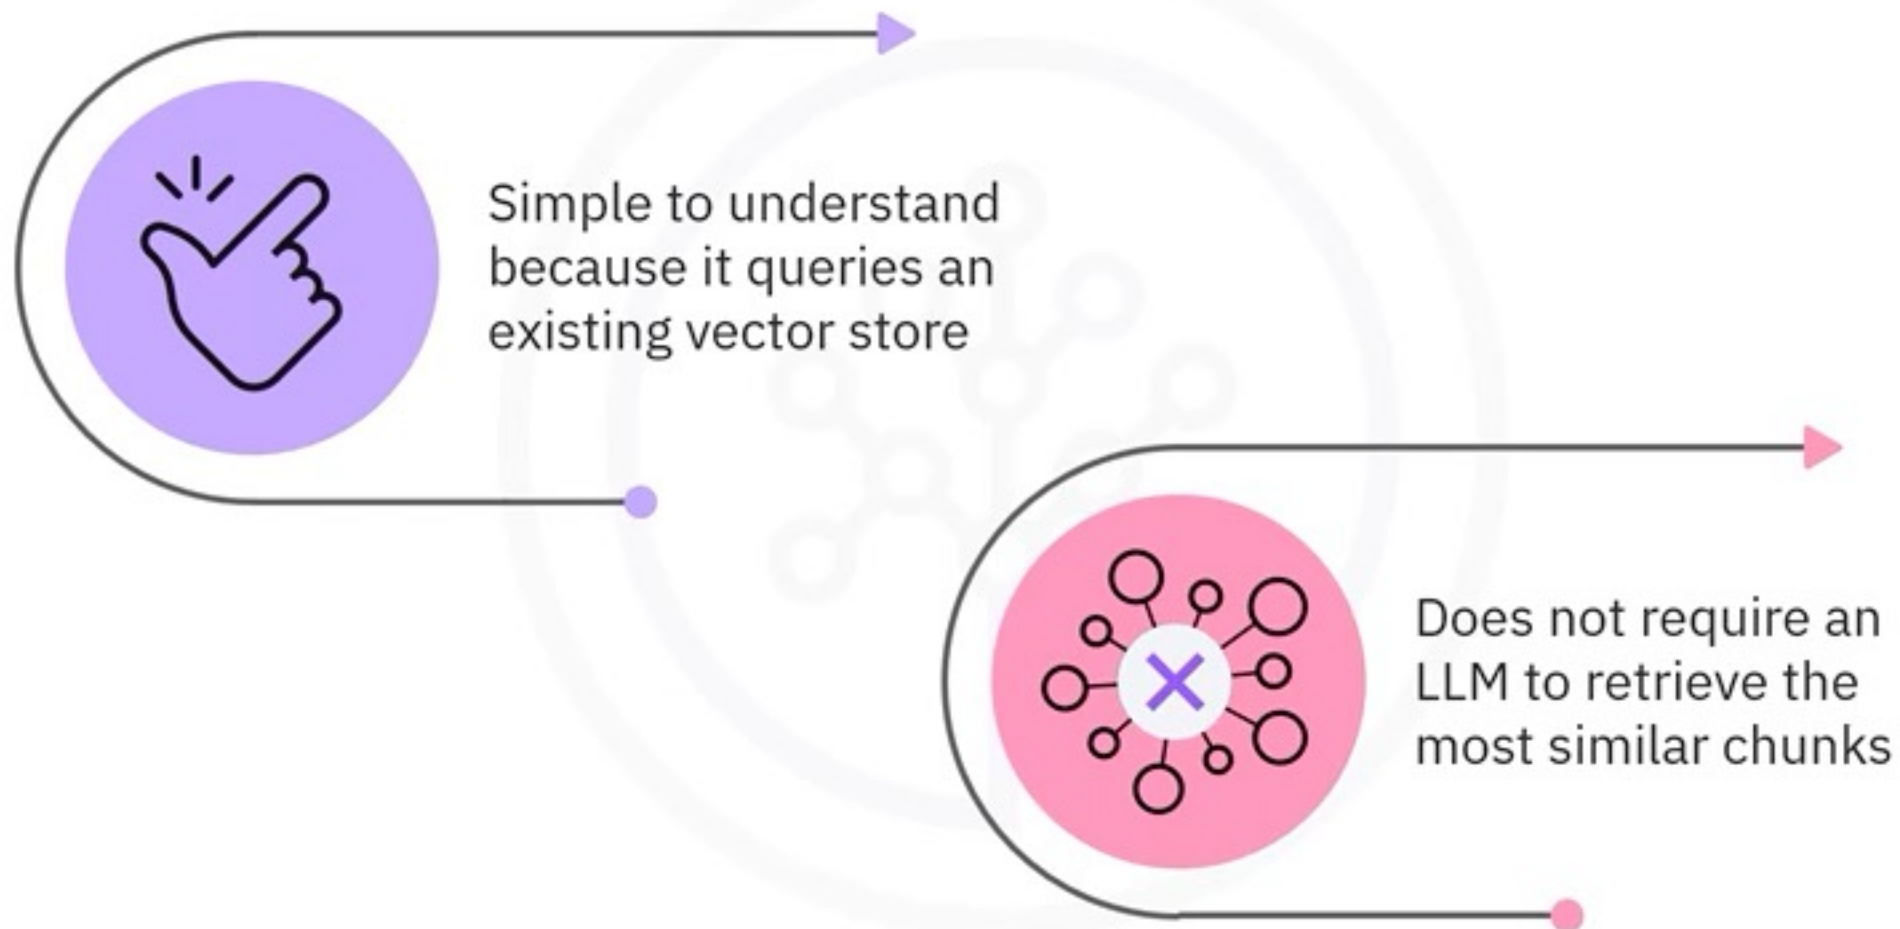 Simple to understand
because it queries an
existing vector store
Does not require an
LLM to retrieve the
most similar chunks